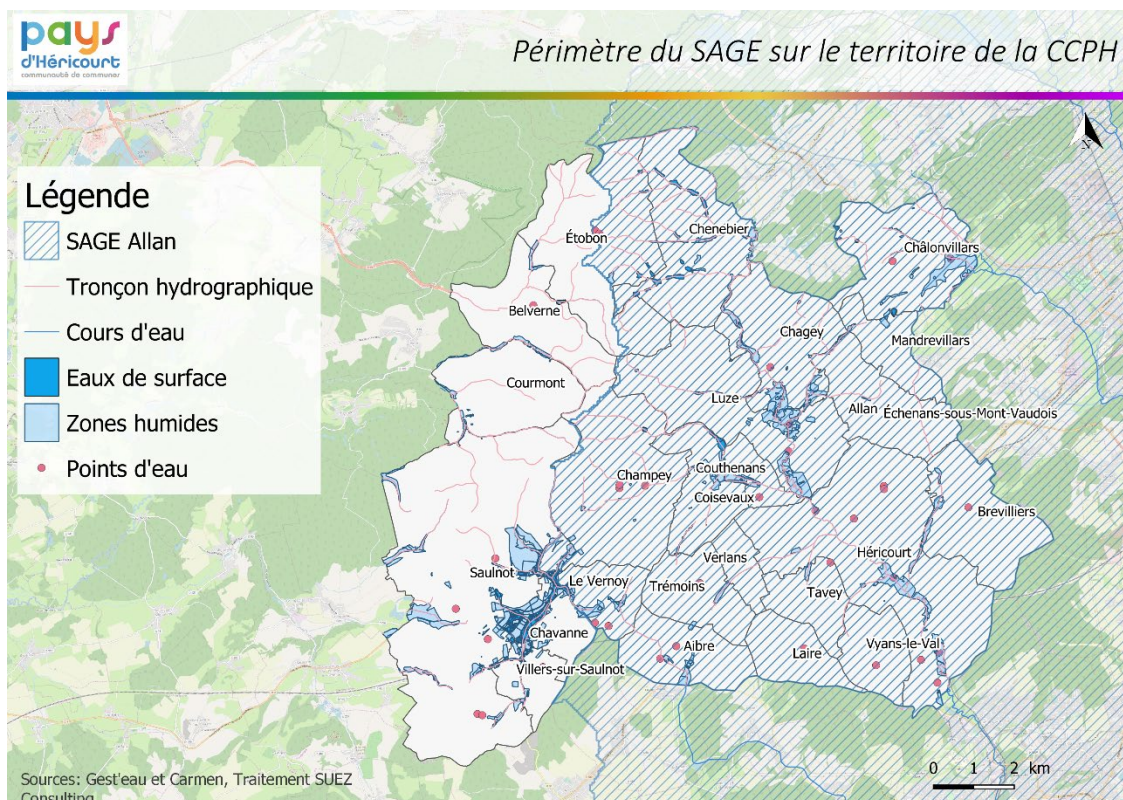 pays
d'Héricourt
communauté de communes
Périmètre du SAGE sur le territoire de la CCPH
N
Légende
SAGE Allan
Tronçon hydrographique
Cours d'eau
Eaux de surface
Zones humides
Points d'eau
Étobon
Chenebier
Châlonvillars
Belverne
Chagey
Mandrevillars
Courmont
Luze
Allan
Échenans-sous-Mont-Vaudois
Champey
Couthenans
Coisevaux
Brevilliers
Verlans
Héricourt
Saulnot
Le Vernoy
Trémoins
Tavey
Chavanne
Aibre
Laire
Vyans-le-Val
Villers-sur-Saulnot
0 1 2 km
Sources: Gest'eau et Carmen, Traitement SUEZ
Consulting